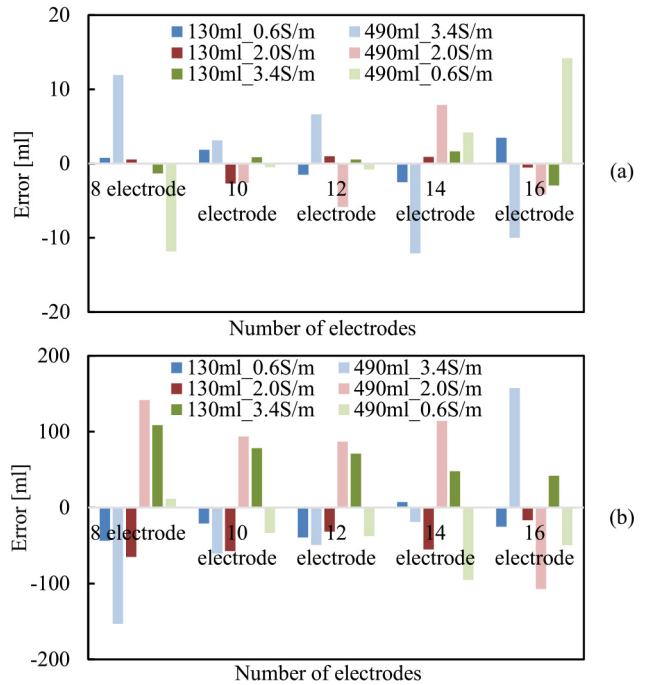 20
130ml_0.6S/m 490ml_3.4S/m
130ml_2.0S/m 490ml_2.0S/m
10
130ml_3.4S/m 490ml_0.6S/m
Error [ml]
0
8 electrode 10 12 14 16
electrode electrode electrode electrode
(a)
-10
-20
Number of electrodes
200
130ml_0.6S/m 490ml_3.4S/m
130ml_2.0S/m 490ml_2.0S/m
130ml_3.4S/m 490ml_0.6S/m
100
Error [ml]
0
8 electrode 10 12 14 16
electrode electrode electrode electrode
(b)
-100
-200
Number of electrodes